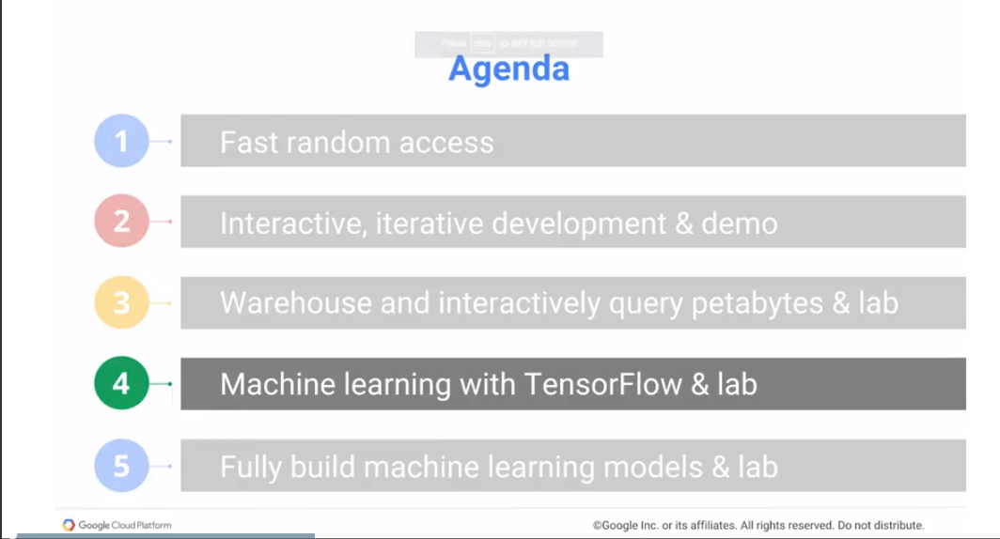 Press esc to exit full screen
Agenda
1 Fast random access
2 Interactive, iterative development & demo
3 Warehouse and interactively query petabytes & lab
4 Machine learning with TensorFlow & lab
5 Fully build machine learning models & lab
Google Cloud Platform
©Google Inc. or its affiliates. All rights reserved. Do not distribute.